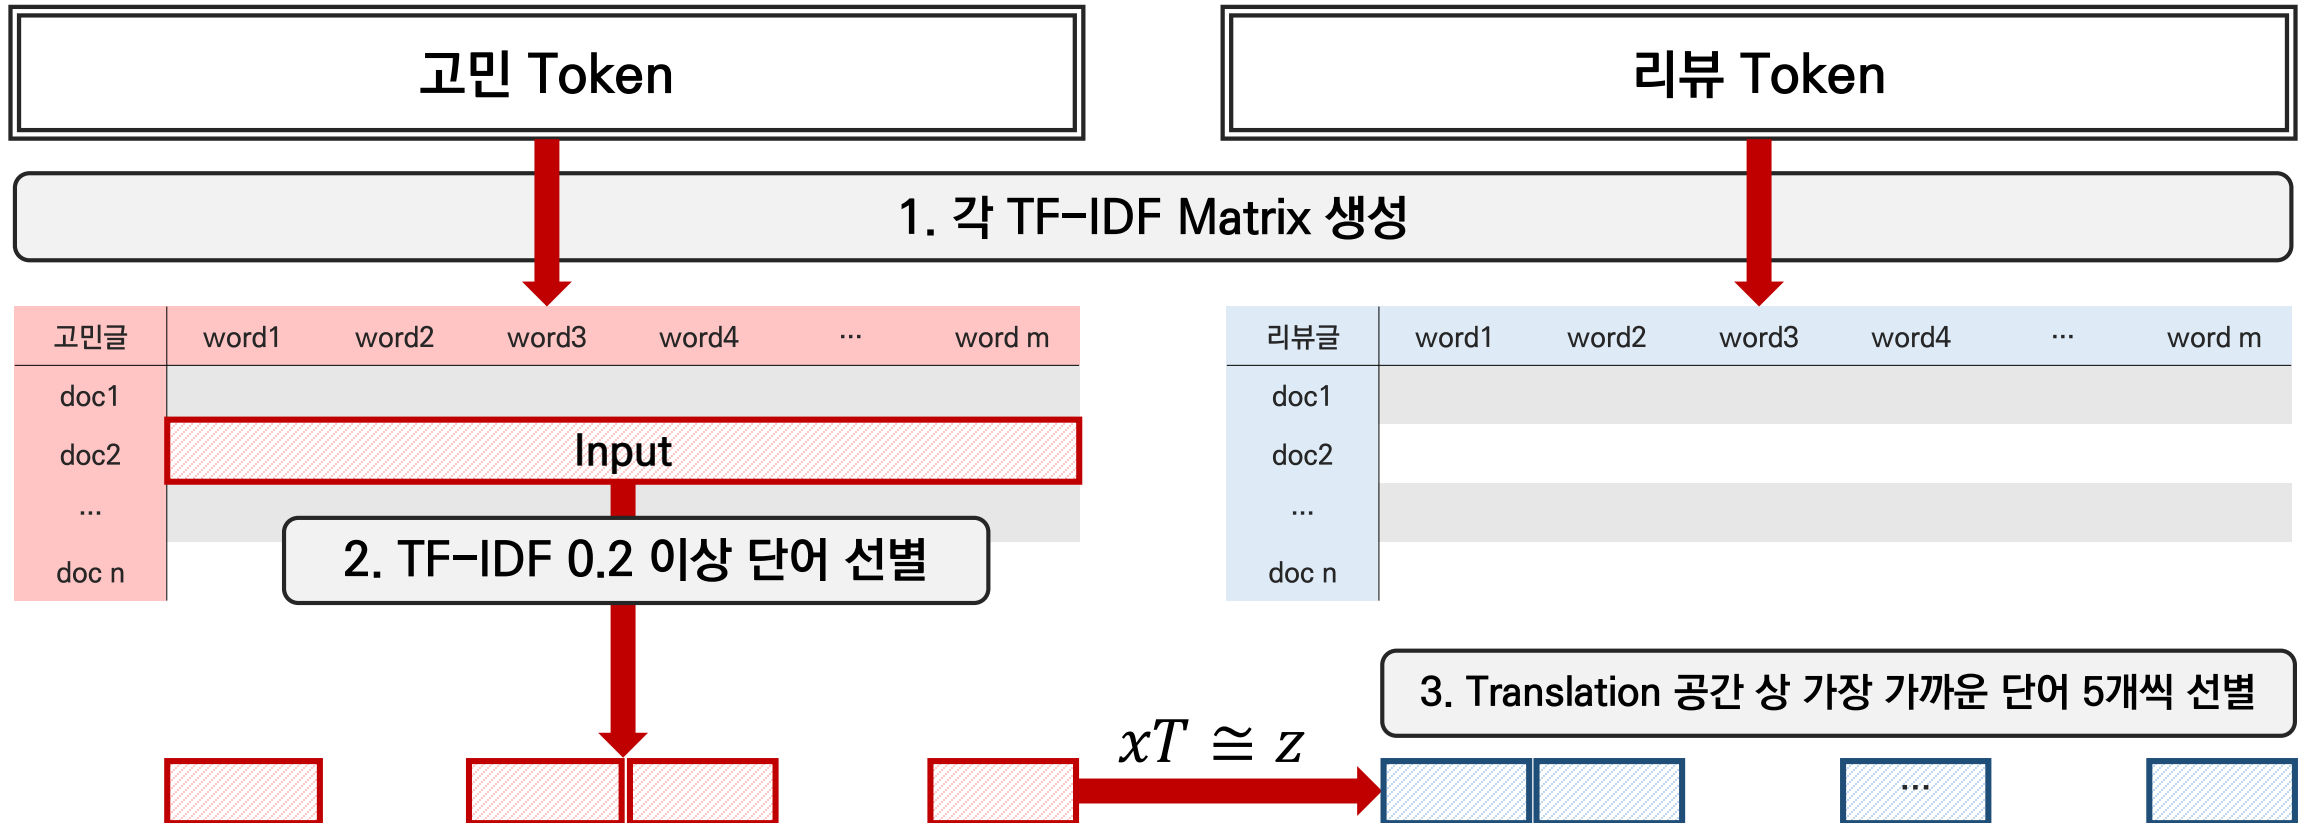 고민 Token
리뷰 Token
1. 각 TF-IDF Matrix 생성
고민글 word1 word2 word3 word4 ... word m
doc1
doc2 Input
...
doc n
리뷰글 word1 word2 word3 word4 ... word m
doc1
doc2
...
doc n
2. TF-IDF 0.2 이상 단어 선별
3. Translation 공간 상 가장 가까운 단어 5개씩 선별
xT ≅ z
...